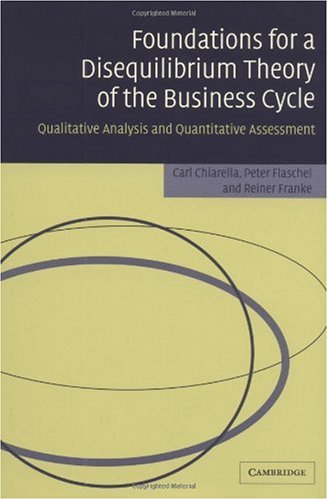 Foundations for a
Disequilibrium Theory
of the Business Cycle
Qualitative Analysis and Quantitative Assessment
Carl Chiarella, Peter Flaschel
and Reiner Franke
CAMBRIDGE